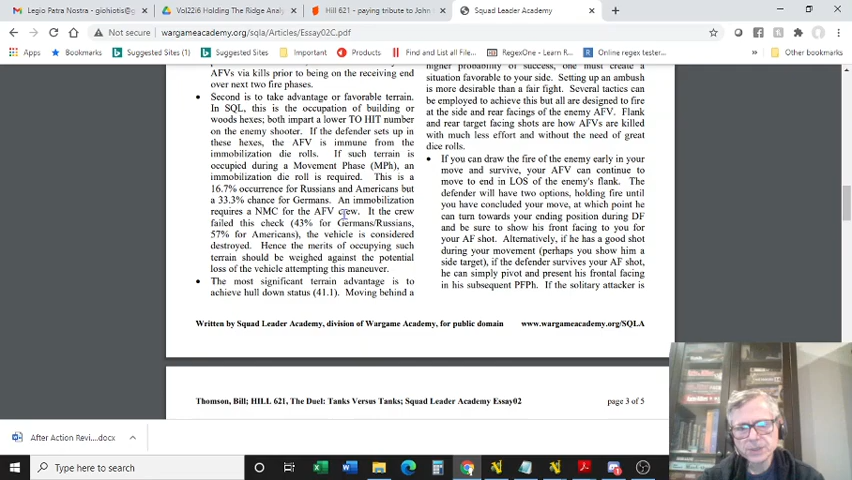 Legio Patra Nostra - giohiotis@g
Vol22i6 Holding The Ridge Anal
Hill 621 - paying tribute to John
Squad Leader Academy
Not secure | wargameacademy.org/sqla/Articles/Essay02C.pdf
Apps
Suggested Sites (1)
Suggested Sites
Important
Products
Find and List all File...
RegexOne - Learn R...
Online regex tester...
AFVs via kills prior to being on the receiving end
over next two fire phases.
• Second is to take advantage or favorable terrain.
In SQL, this is the occupation of building or
woods hexes; both impart a lower TO HIT number
on the enemy shooter. If the defender sets up in
these hexes, the AFV is immune from the
immobilization die rolls. If such terrain is
occupied during a Movement Phase (MPh), an
immobilization die roll is required. This is a
16.7% occurrence for Russians and Americans but
a 33.3% chance for Germans. An immobilization
requires a NMC for the AFV crew. It the crew
failed this check (43% for Germans/Russians,
57% for Americans), the vehicle is considered
destroyed. Hence the merits of occupying such
terrain should be weighed against the potential
loss of the vehicle attempting this maneuver.
• The most significant terrain advantage is to
achieve hull down status (41.1). Moving behind a
higher probability of success, one must create a
situation favorable to your side. Setting up an ambush
is more desirable than a fair fight. Several tactics
can be employed to achieve this but all are designed to fire
at the side and rear facings of the enemy AFV. Flank
and rear target facing shots are how AFVs are killed
with much less effort and without the need of great
dice rolls.
• If you can draw the fire of the enemy early in your
move and survive, your AFV can continue to
move to end in LOS of the enemy's flank. The
defender will have two options, holding fire until
you have concluded your move, at which point he
can turn towards your ending position during DF
and be sure to show his front facing to you for
your AF shot. Alternatively, if he has a good shot
during your movement (perhaps you show him a
side target), if the defender survives your AF shot,
he can simply pivot and present his frontal facing
in his subsequent PFPh. If the solitary attacker is
Written by Squad Leader Academy, division of Wargame Academy, for public domain www.wargameacademy.org/SQLA
Thomson, Bill; HILL 621, The Duel: Tanks Versus Tanks; Squad Leader Academy Essay02 page 3 of 5
After Action Revi....docx
Type here to search